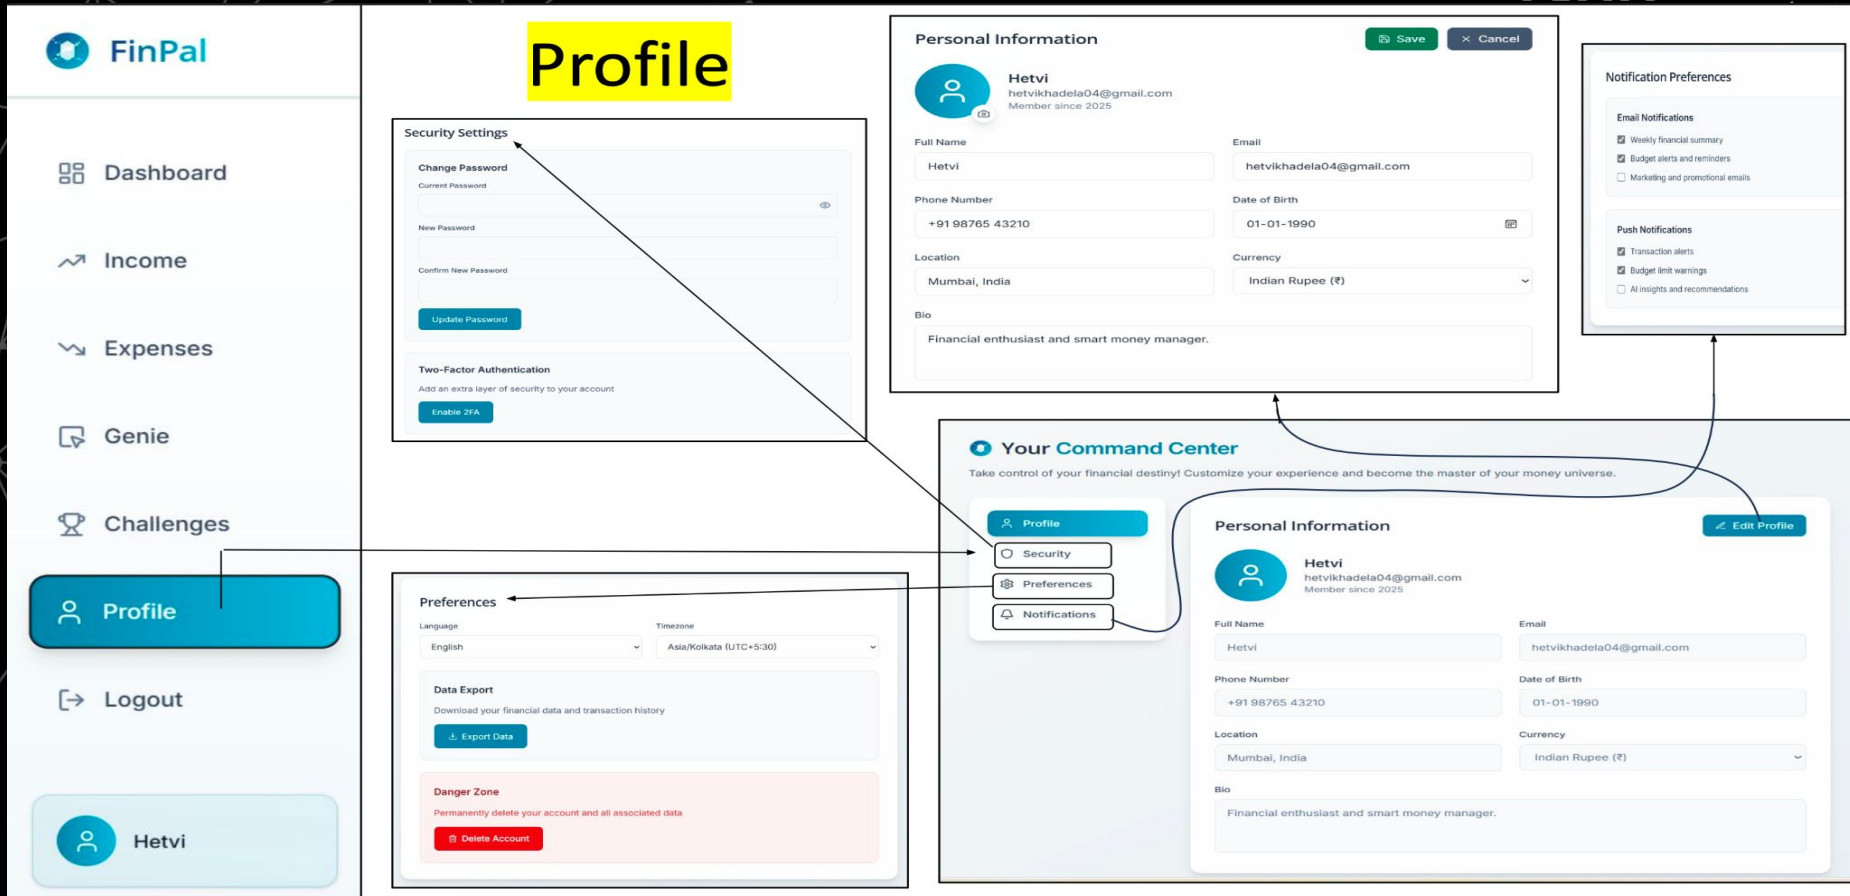 FinPal
Dashboard
Income
Expenses
Genie
Challenges
Profile
Logout
Hetvi
Profile
Security Settings
Change Password
Current Password
New Password
Confirm New Password
Update Password
Two-Factor Authentication
Add an extra layer of security to your account
Enable 2FA
Preferences
Language Timezone
English Asia/Kolkata (UTC+5:30)
Data Export
Download your financial data and transaction history
Export Data
Danger Zone
Permanently delete your account and all associated data
Delete Account
Personal Information Save × Cancel
Hetvi
hetvikhadela04@gmail.com
Member since 2025
Full Name Email
Hetvi hetvikhadela04@gmail.com
Phone Number Date of Birth
+91 98765 43210 01-01-1990
Location Currency
Mumbai, India Indian Rupee (₹)
Bio
Financial enthusiast and smart money manager.
Notification Preferences
Email Notifications
Weekly financial summary
Budget alerts and reminders
Marketing and promotional emails
Push Notifications
Transaction alerts
Budget limit warnings
AI insights and recommendations
Your Command Center
Take control of your financial destiny! Customize your experience and become the master of your money universe.
Profile
Security
Preferences
Notifications
Personal Information Edit Profile
Hetvi
hetvikhadela04@gmail.com
Member since 2025
Full Name Email
Hetvi hetvikhadela04@gmail.com
Phone Number Date of Birth
+91 98765 43210 01-01-1990
Location Currency
Mumbai, India Indian Rupee (₹)
Bio
Financial enthusiast and smart money manager.